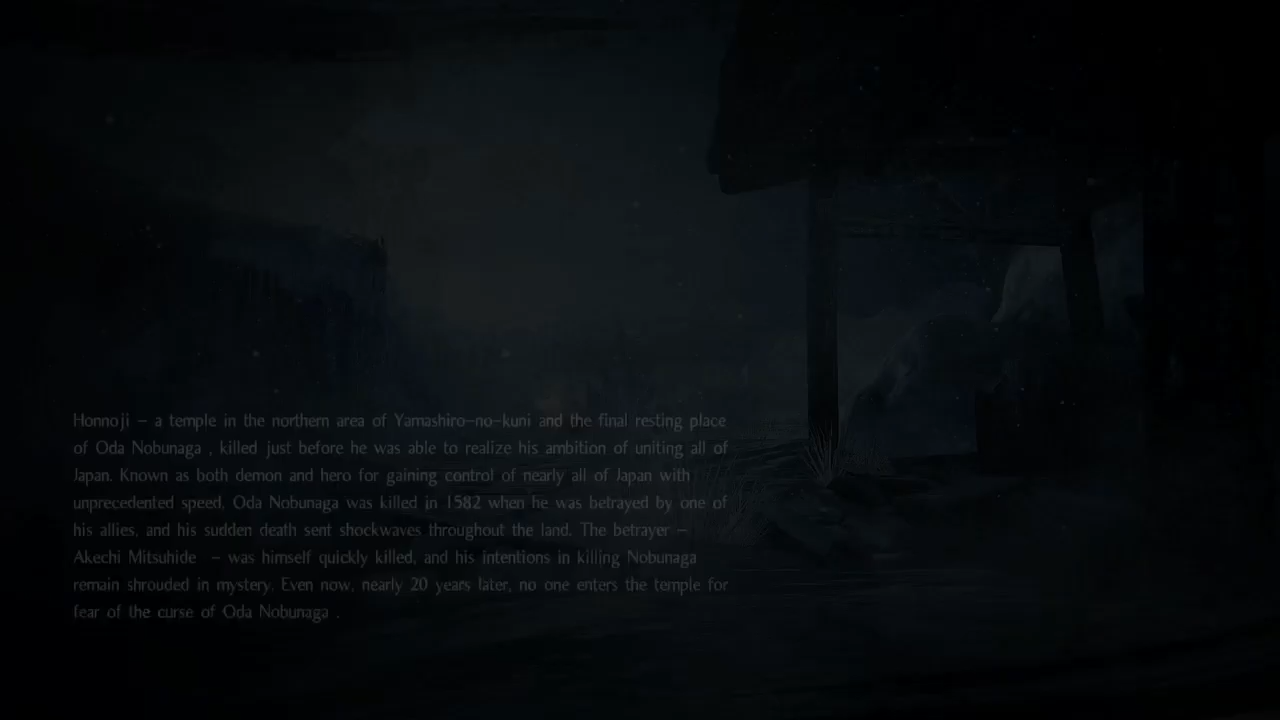 Honnoji – a temple in the northern area of Yamashiro-no-kuni and the final resting place
of Oda Nobunaga , killed just before he was able to realize his ambition of uniting all of
Japan. Known as both demon and hero for gaining control of nearly all of Japan with
unprecedented speed, Oda Nobunaga was killed in 1582 when he was betrayed by one of
his allies, and his sudden death sent shockwaves throughout the land. The betrayer –
Akechi Mitsuhide – was himself quickly killed, and his intentions in killing Nobunaga
remain shrouded in mystery. Even now, nearly 20 years later, no one enters the temple for
fear of the curse of Oda Nobunaga .